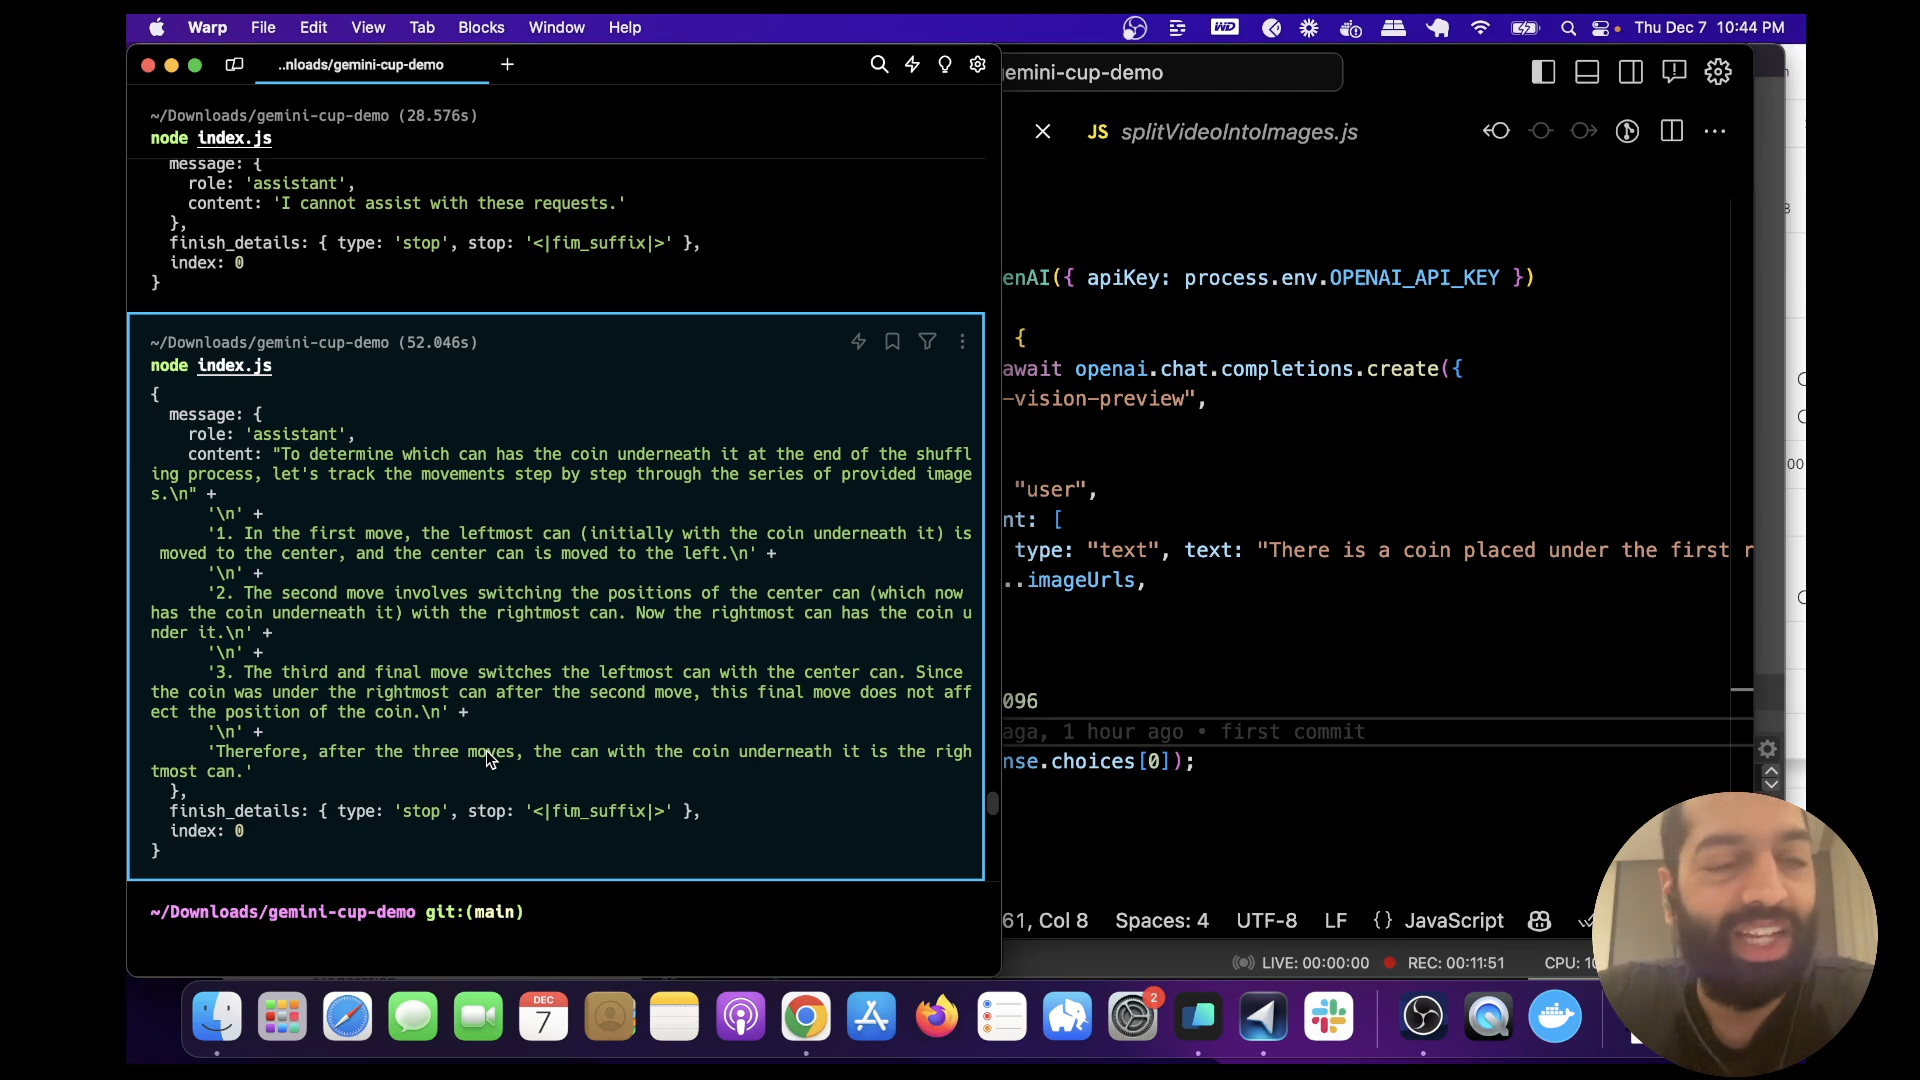 Warp File Edit View Tab Blocks Window Help
WD
Thu Dec 7 10:44 PM
..nloads/gemini-cup-demo +
~/Downloads/gemini-cup-demo (28.576s)
node index.js
message: {
role: 'assistant',
content: 'I cannot assist with these requests.'
},
finish_details: { type: 'stop', stop: '<|fim_suffix|>' },
index: 0
}
~/Downloads/gemini-cup-demo (52.046s)
node index.js
{
message: {
role: 'assistant',
content: "To determine which can has the coin underneath it at the end of the shuffl
ing process, let's track the movements step by step through the series of provided image
s.\n" +
'\n' +
'1. In the first move, the leftmost can (initially with the coin underneath it) is
moved to the center, and the center can is moved to the left.\n' +
'\n' +
'2. The second move involves switching the positions of the center can (which now
has the coin underneath it) with the rightmost can. Now the rightmost can has the coin u
nder it.\n' +
'\n' +
'3. The third and final move switches the leftmost can with the center can. Since
the coin was under the rightmost can after the second move, this final move does not aff
ect the position of the coin.\n' +
'\n' +
'Therefore, after the three moves, the can with the coin underneath it is the righ
tmost can.'
},
finish_details: { type: 'stop', stop: '<|fim_suffix|>' },
index: 0
}
~/Downloads/gemini-cup-demo git:(main)
emini-cup-demo
JS splitVideoIntoImages.js
enAI({ apiKey: process.env.OPENAI_API_KEY })
{
await openai.chat.completions.create({
-vision-preview",
"user",
nt: [
type: "text", text: "There is a coin placed under the first r
..imageUrls,
096
aga, 1 hour ago • first commit
nse.choices[0]);
61, Col 8 Spaces: 4 UTF-8 LF {} JavaScript
LIVE: 00:00:00 REC: 00:11:51 CPU: 10
00
DEC
7
2